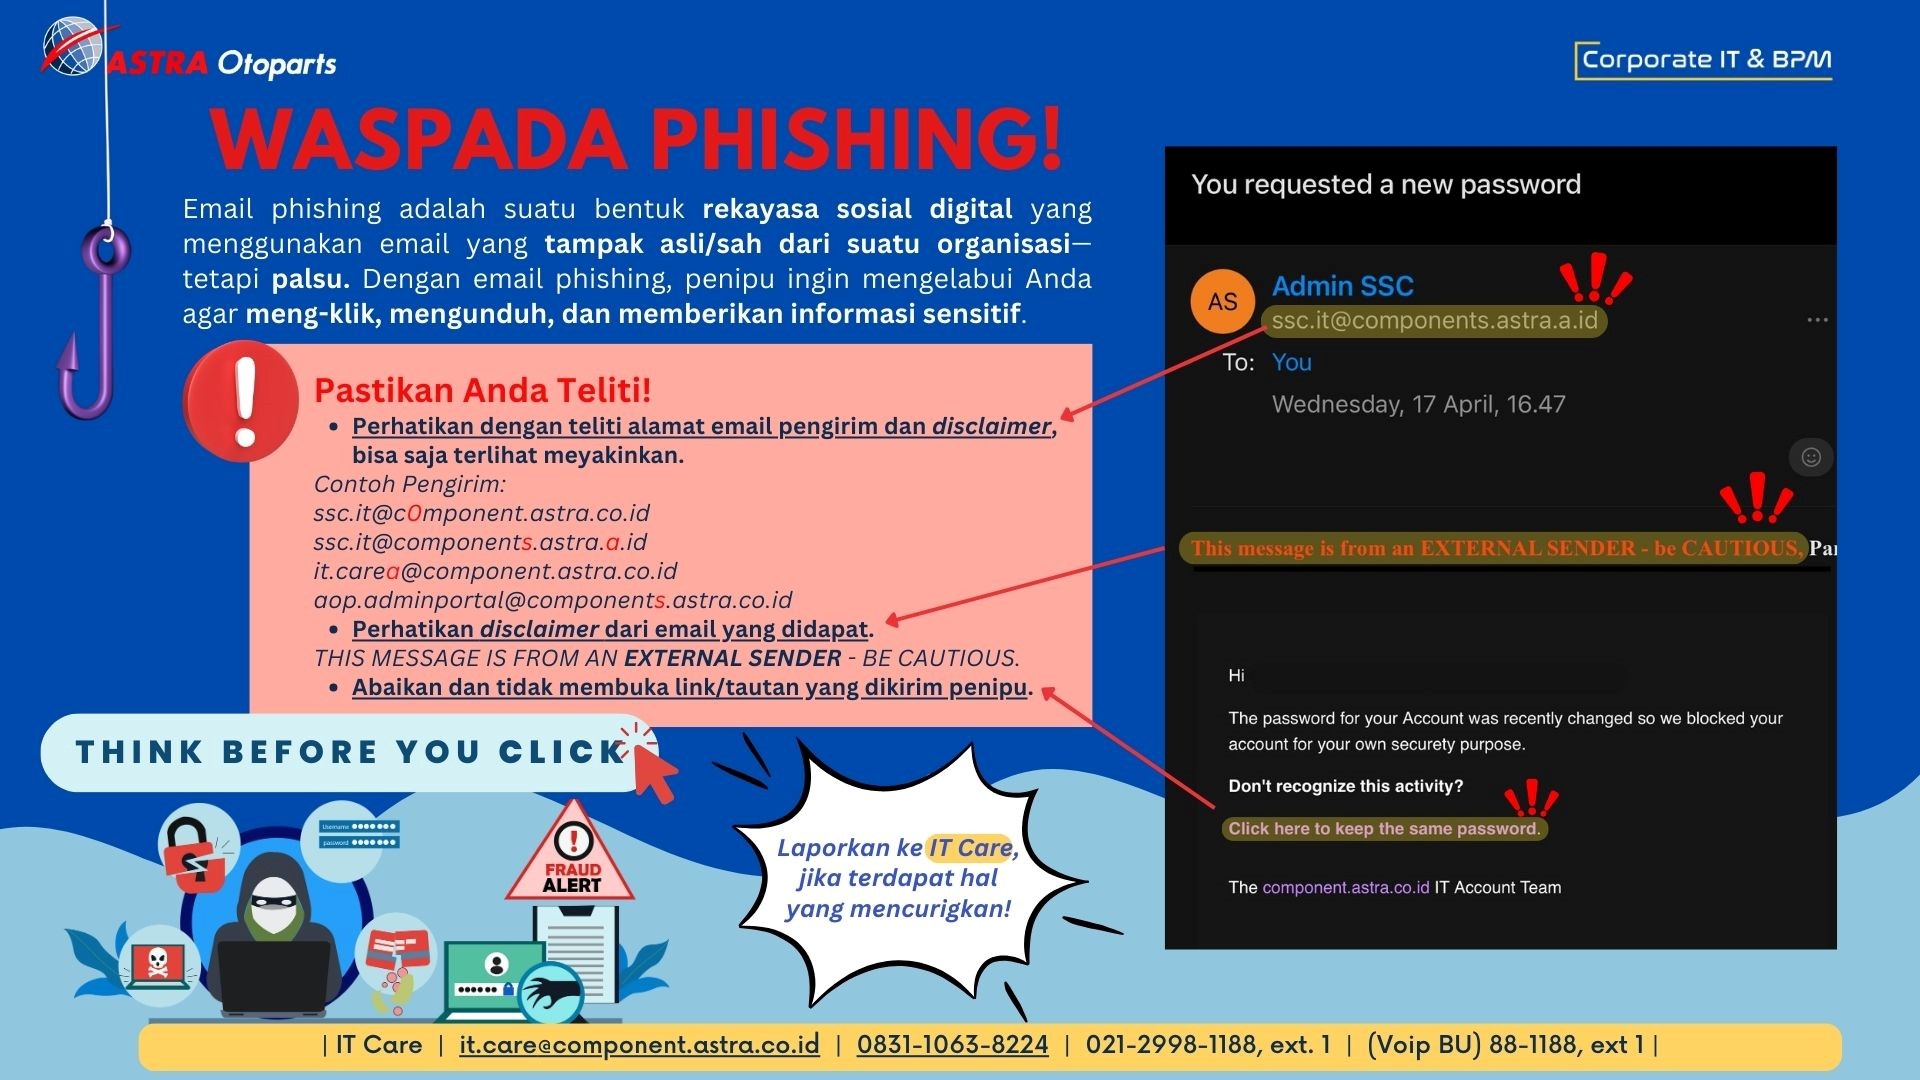 ASTRA Otoparts
Corporate IT & BPM
WASPADA PHISHING!
Email phishing adalah suatu bentuk rekayasa sosial digital yang
menggunakan email yang tampak asli/sah dari suatu organisasi—
tetapi palsu. Dengan email phishing, penipu ingin mengelabui Anda
agar meng-klik, mengunduh, dan memberikan informasi sensitif.
Pastikan Anda Teliti!
• Perhatikan dengan teliti alamat email pengirim dan disclaimer,
bisa saja terlihat meyakinkan.
Contoh Pengirim:
ssc.it@c0mponent.astra.co.id
ssc.it@components.astra.a.id
it.carea@component.astra.co.id
aop.adminportal@components.astra.co.id
• Perhatikan disclaimer dari email yang didapat.
THIS MESSAGE IS FROM AN EXTERNAL SENDER - BE CAUTIOUS.
• Abaikan dan tidak membuka link/tautan yang dikirim penipu.
THINK BEFORE YOU CLICK
You requested a new password
AS
Admin SSC
ssc.it@components.astra.a.id
To: You
Wednesday, 17 April, 16.47
This message is from an EXTERNAL SENDER - be CAUTIOUS, Par
Hi
The password for your Account was recently changed so we blocked your
account for your own securety purpose.
Don't recognize this activity?
Click here to keep the same password.
The component.astra.co.id IT Account Team
Username
password
FRAUD
ALERT
Laporkan ke IT Care,
jika terdapat hal
yang mencurigkan!
| IT Care | it.care@component.astra.co.id | 0831-1063-8224 | 021-2998-1188, ext. 1 | (Voip BU) 88-1188, ext 1 |